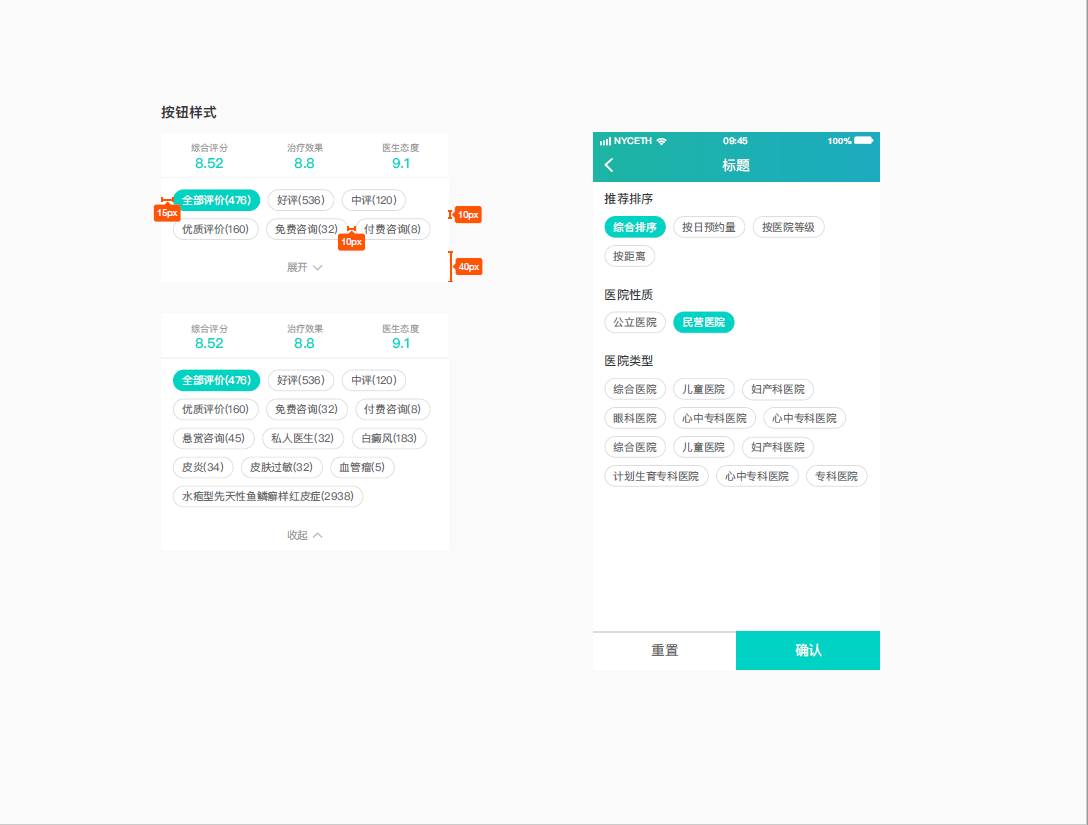 按钮样式
综合评分 治疗效果 医生态度
8.52 8.8 9.1
全部评价(476) 好评(536) 中评(120)
15px
10px
优质评价(160) 免费咨询(32) 付费咨询(8)
10px
展开
40px
综合评分 治疗效果 医生态度
8.52 8.8 9.1
全部评价(476) 好评(536) 中评(120)
优质评价(160) 免费咨询(32) 付费咨询(8)
悬赏咨询(45) 私人医生(32) 白癜风(183)
皮炎(34) 皮肤过敏(32) 血管瘤(5)
水疱型先天性鱼鳞癣样红皮症(2938)
收起
NYCETH 09:45 100%
标题
推荐排序
综合排序 按日预约量 按医院等级
按距离
医院性质
公立医院 民营医院
医院类型
综合医院 儿童医院 妇产科医院
眼科医院 心中专科医院 心中专科医院
综合医院 儿童医院 妇产科医院
计划生育专科医院 心中专科医院 专科医院
重置 确认